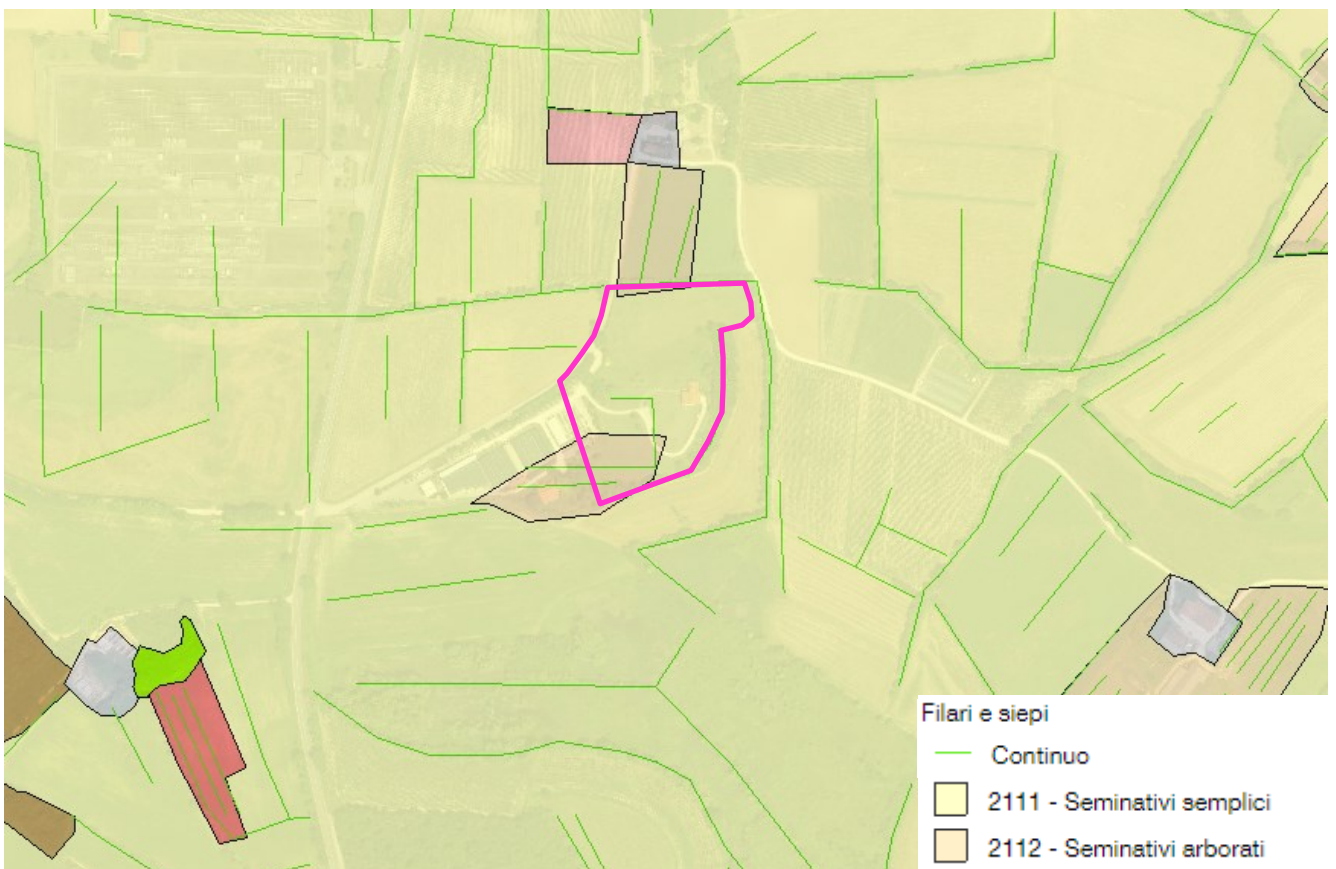 Filari e siepi
Continuo
2111 - Seminativi semplici
2112 - Seminativi arborati